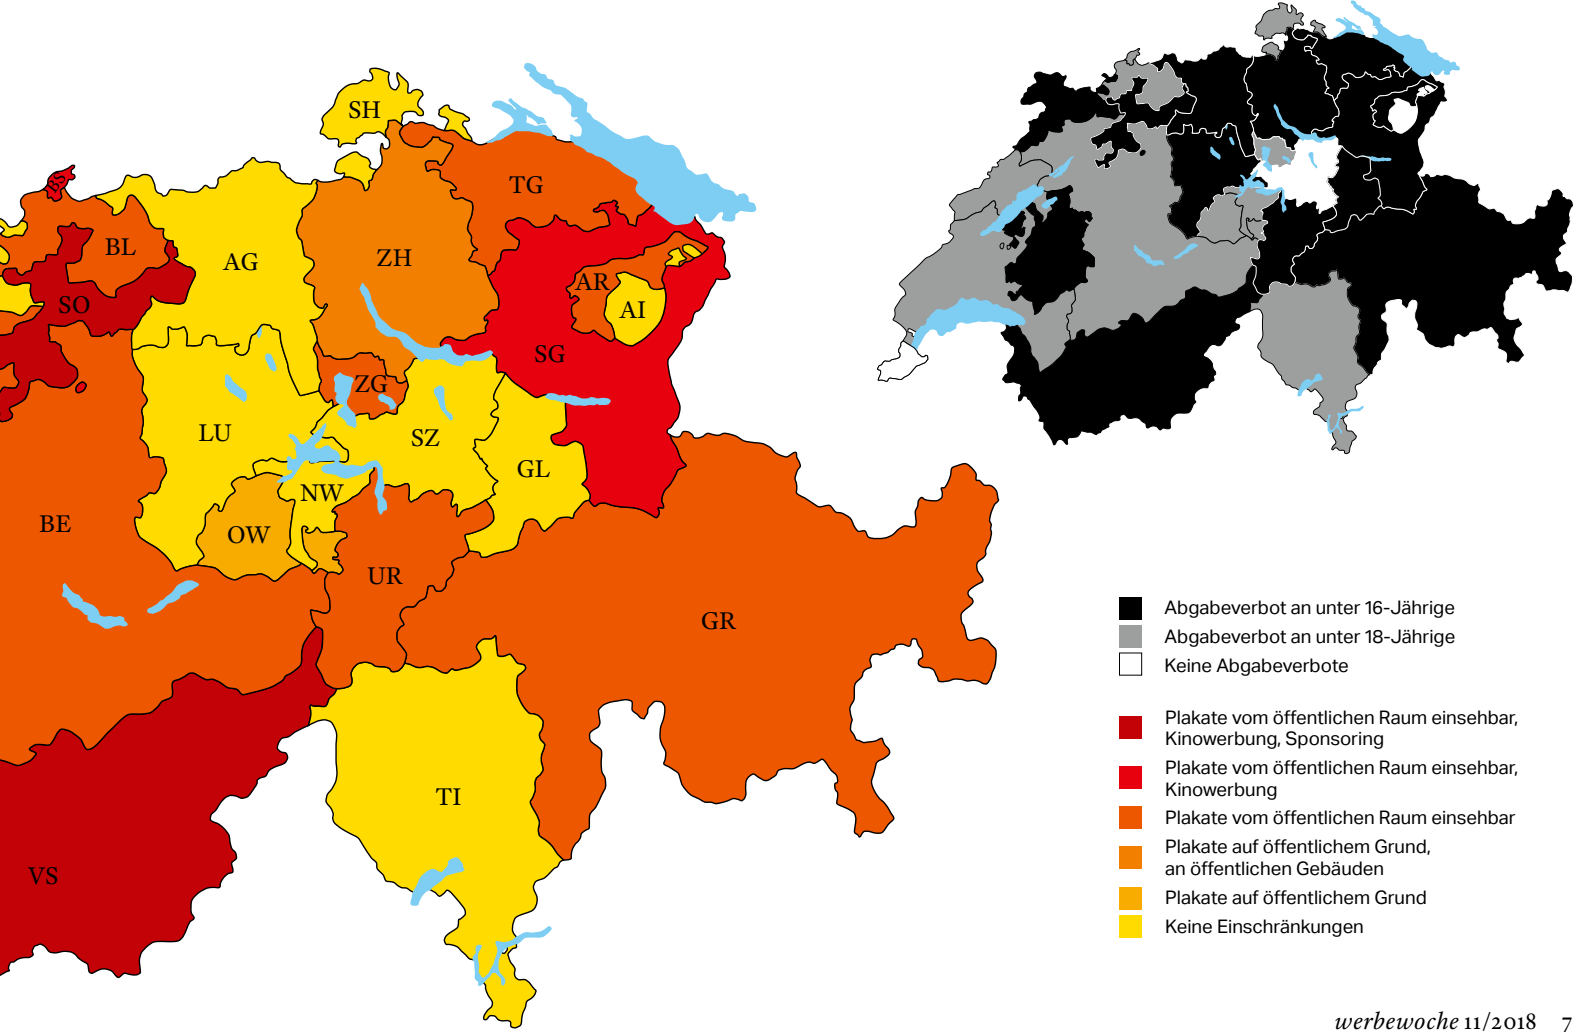 SH
TG
BS
BL
AG
ZH
SO
AR
AI
SG
ZG
LU
SZ
GL
NW
BE
OW
UR
GR
TI
VS
Abgabeverbot an unter 16-Jährige
Abgabeverbot an unter 18-Jährige
Keine Abgabeverbote
Plakate vom öffentlichen Raum einsehbar,
Kinowerbung, Sponsoring
Plakate vom öffentlichen Raum einsehbar,
Kinowerbung
Plakate vom öffentlichen Raum einsehbar
Plakate auf öffentlichem Grund,
an öffentlichen Gebäuden
Plakate auf öffentlichem Grund
Keine Einschränkungen
werbewoche 11/2018 7